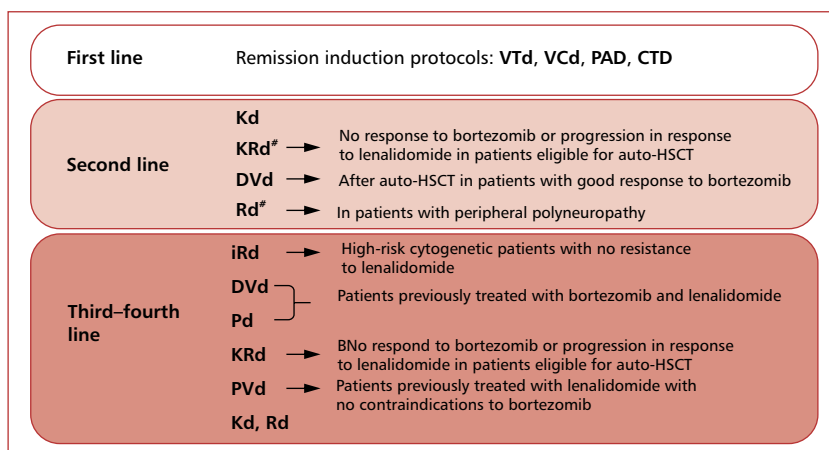 First line Remission induction protocols: VTd, VCd, PAD, CTD
Second line
Kd
KRd# No response to bortezomib or progression in response
to lenalidomide in patients eligible for auto-HSCT
DVd After auto-HSCT in patients with good response to bortezomib
Rd# In patients with peripheral polyneuropathy
Third–fourth
line
iRd High-risk cytogenetic patients with no resistance
to lenalidomide
DVd
Pd
Patients previously treated with bortezomib and lenalidomide
KRd BNo respond to bortezomib or progression in response
to lenalidomide in patients eligible for auto-HSCT
PVd Patients previously treated with lenalidomide with
no contraindications to bortezomib
Kd, Rd